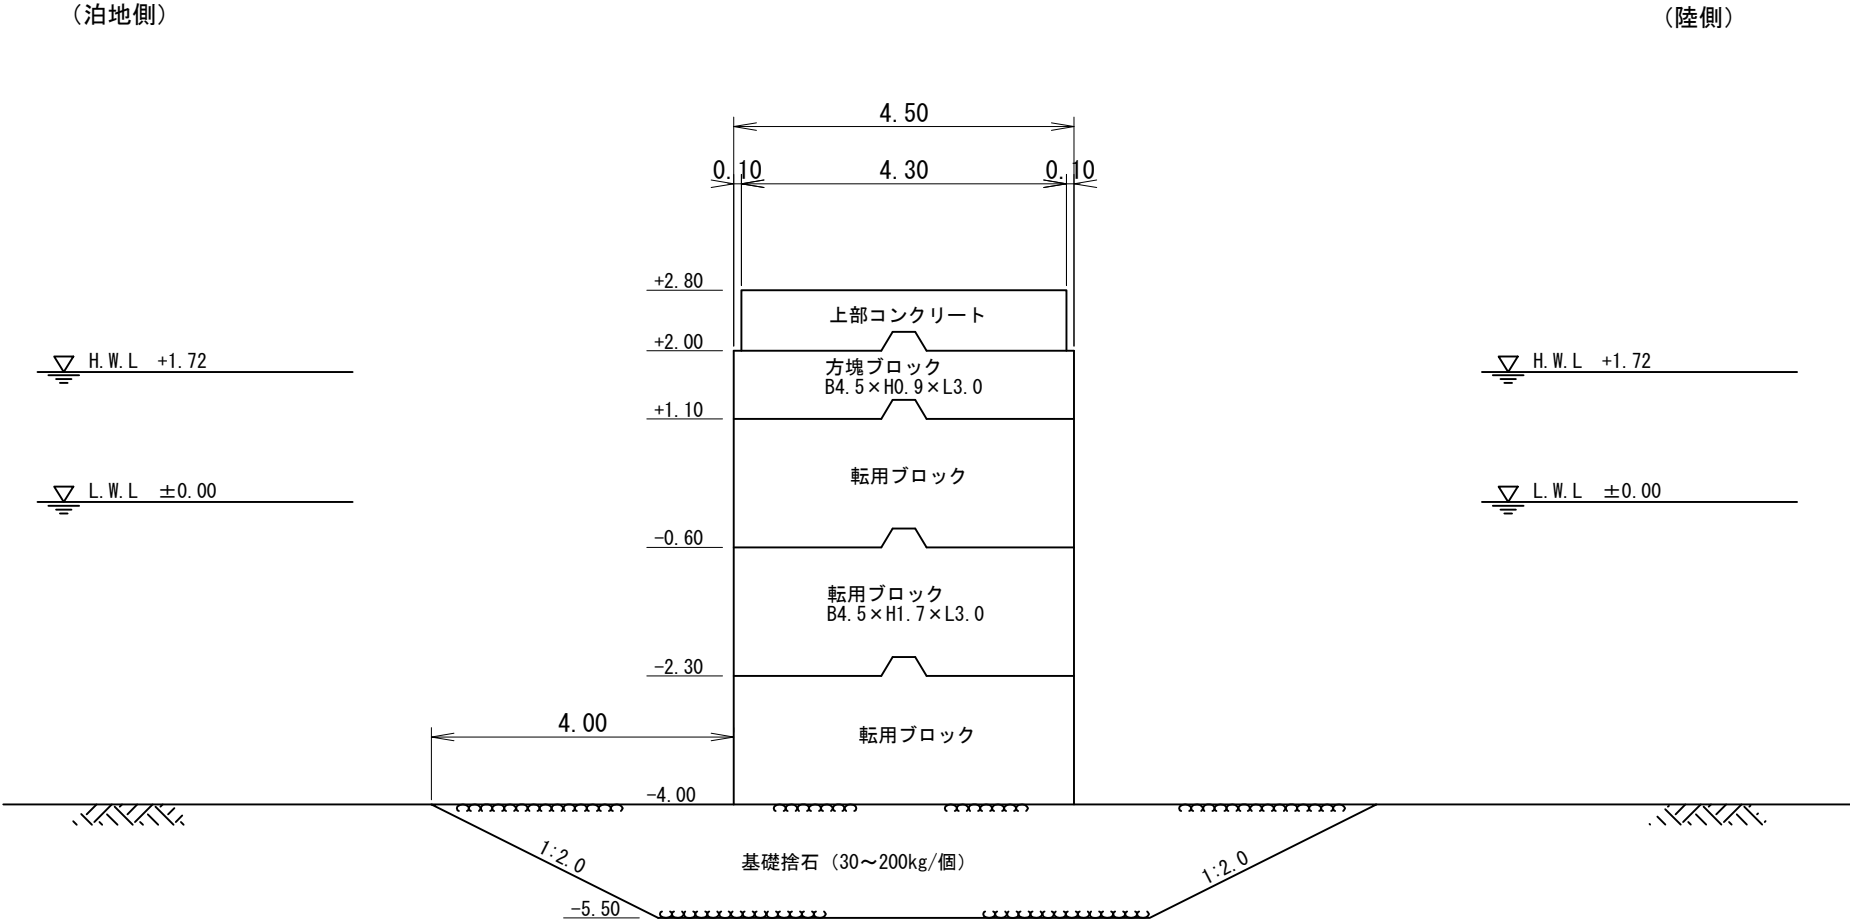 （泊地側）
（陸側）
4.50
0.10
4.30
0.10
+2.80
上部コンクリート
+2.00
H.W.L +1.72
方塊ブロック
B4.5×H0.9×L3.0
H.W.L +1.72
+1.10
転用ブロック
L.W.L ±0.00
L.W.L ±0.00
-0.60
転用ブロック
B4.5×H1.7×L3.0
-2.30
4.00
転用ブロック
-4.00
1:2.0
基礎捨石（30～200kg/個）
1:2.0
-5.50